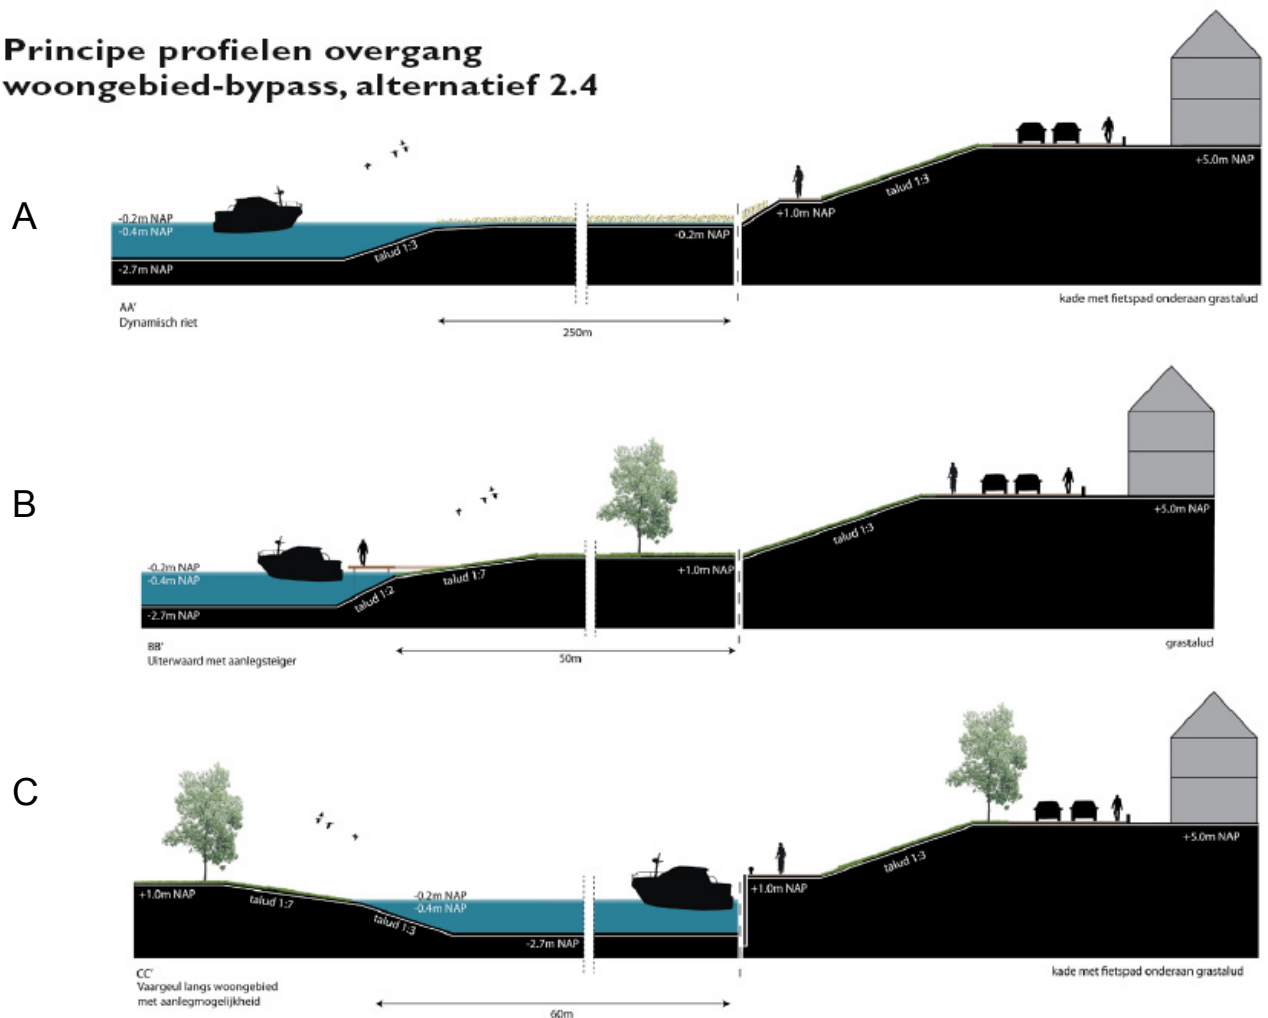 Principe profielen overgang
woongebied-bypass, alternatief 2.4
A
-0.2m NAP
-0.4m NAP
-2.7m NAP
talud 1:3
-0.2m NAP
+1.0m NAP
talud 1:3
+5.0m NAP
AA'
Dynamisch riet
250m
kade met fietspad onderaan grastalud
B
-0.2m NAP
-0.4m NAP
-2.7m NAP
talud 1:2
talud 1:7
+1.0m NAP
talud 1:3
+5.0m NAP
BB'
Uiterwaard met aanlegsteiger
50m
grastalud
C
+1.0m NAP
talud 1:7
talud 1:3
-0.2m NAP
-0.4m NAP
-2.7m NAP
+1.0m NAP
talud 1:3
+5.0m NAP
CC'
Vaargeul langs woongebied
met aanlegmogelijkheid
60m
kade met fietspad onderaan grastalud